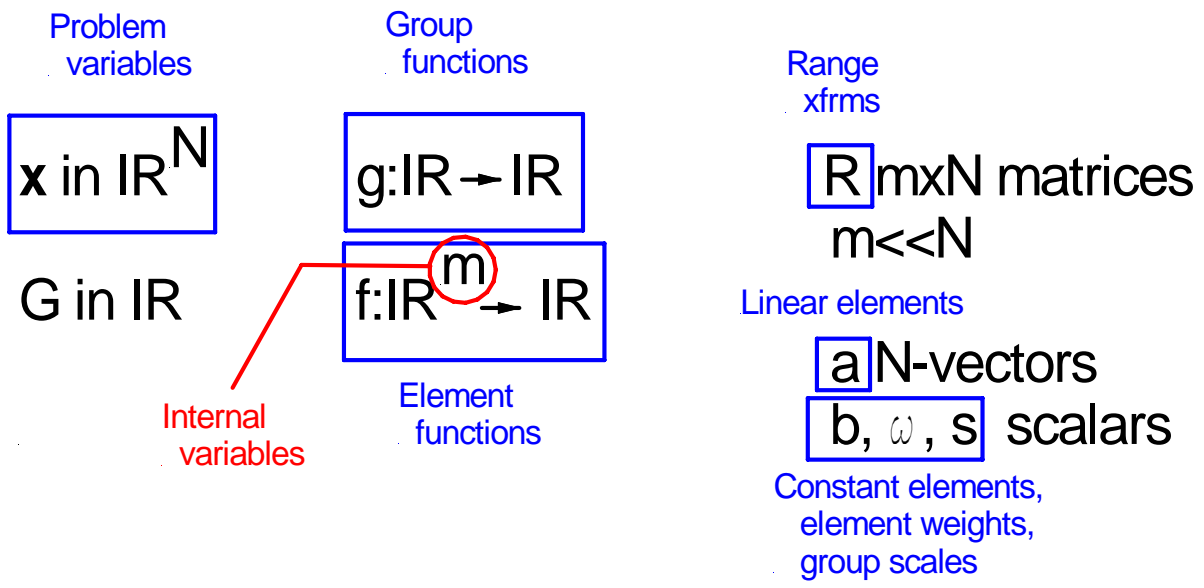 Problem
variables
x in IR^N
G in IR
Internal
variables
Group
functions
g:IR → IR
f:IR^m → IR
Element
functions
Range
xfrms
R mxN matrices
m<<N
Linear elements
a N-vectors
b, ω, s scalars
Constant elements,
element weights,
group scales